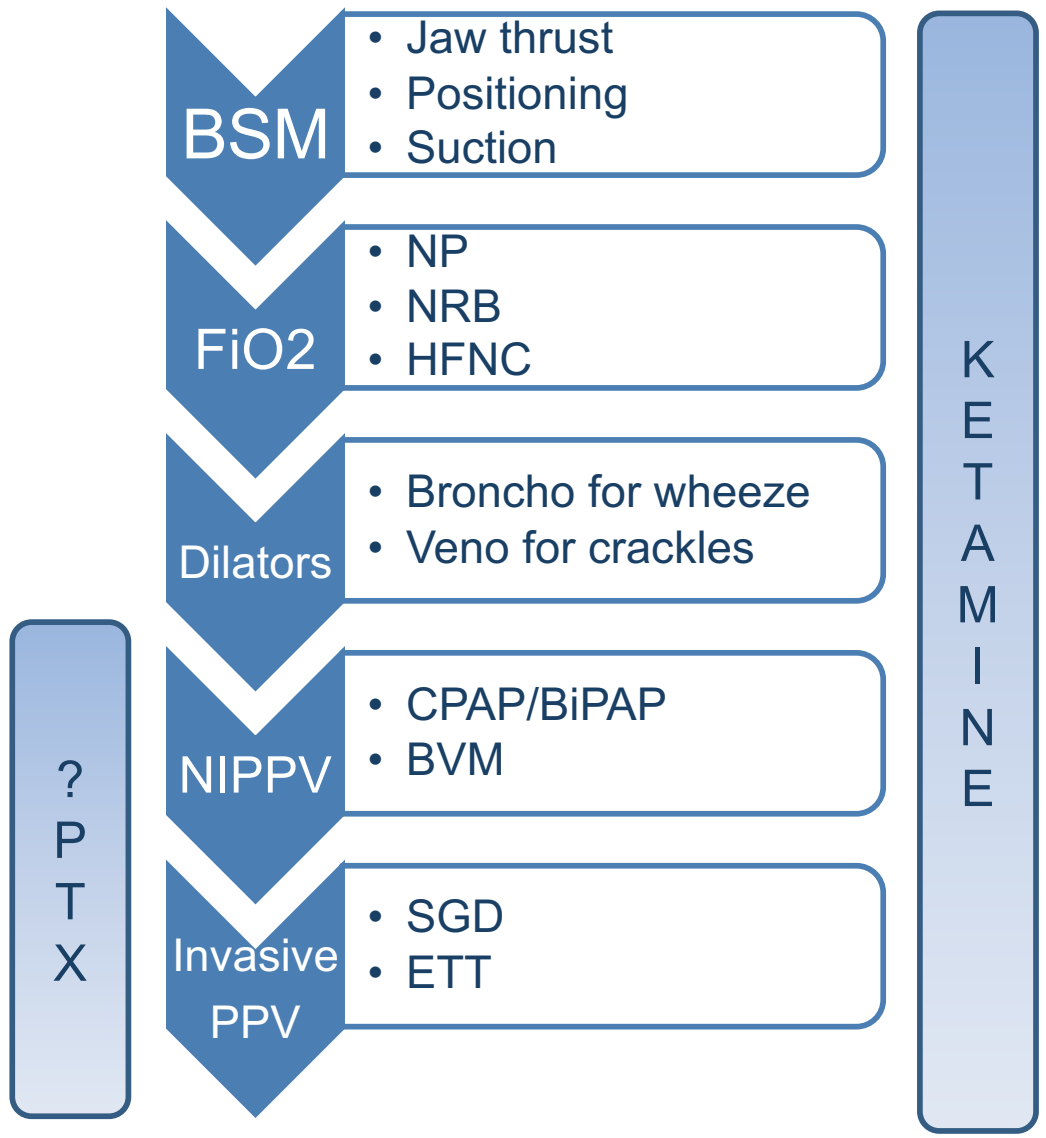 BSM
• Jaw thrust
• Positioning
• Suction
FiO2
• NP
• NRB
• HFNC
Dilators
• Broncho for wheeze
• Veno for crackles
NIPPV
• CPAP/BiPAP
• BVM
Invasive
PPV
• SGD
• ETT
?
P
T
X
K
E
T
A
M
I
N
E